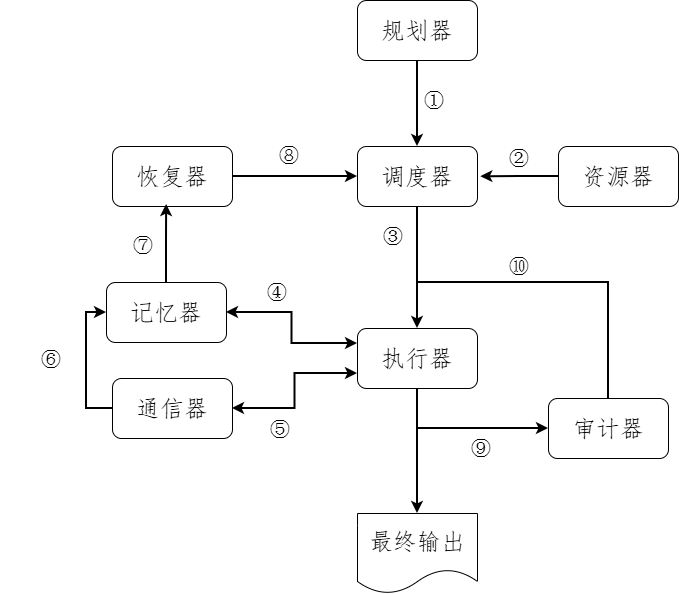 规划器
①
恢复器
⑧
调度器
②
资源器
③
⑦
⑩
④
记忆器
⑥
执行器
通信器
⑤
⑨
审计器
最终输出